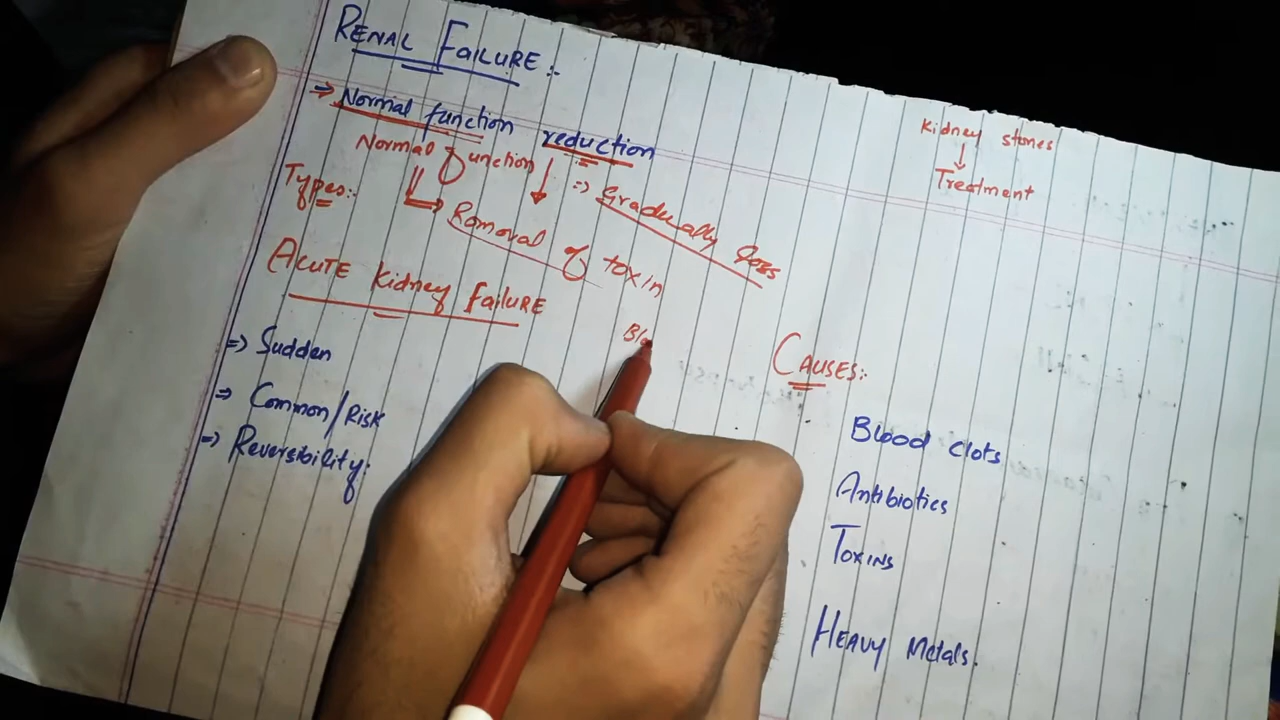 RENAL FAILURE:-
⇒ Normal function reduction
Normal function
Types:-
⇒ Gradually loss
Removal of toxin
ACUTE Kidney FAILURE
⇒ Sudden
⇒ Common/Risk
⇒ Reversibility:
Blo
Kidney stones
↓
Treatment
CAUSES:-
Blood clots
Antibiotics
Toxins
HEAVY Metals.